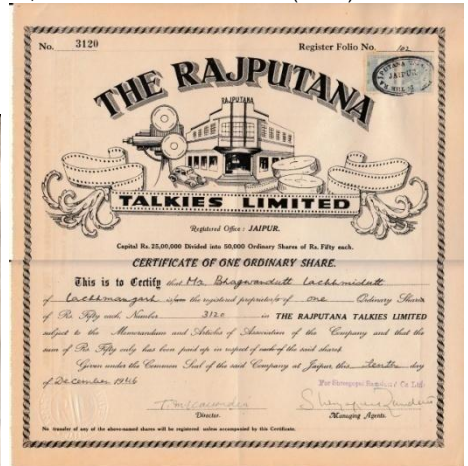 No. 3120
Register Folio No. 102
RAJPUTANA
JAIPUR
THE RAJPUTANA
RAJPUTANA
TALKIES LIMITED
Registered Office: JAIPUR.
Capital Rs. 25,00,000 Divided into 50,000 Ordinary Shares of Rs. Fifty each.
CERTIFICATE OF ONE ORDINARY SHARE.
This is to Certify that Mr. Bhagwandutt Lachhmidutt
of Lachhmangarh is/are the registered proprietor/s of one Ordinary Share
of Rs. Fifty each, Number 3120 in THE RAJPUTANA TALKIES LIMITED
subject to the Memorandum and Articles of Association of the Company and that the
sum of Rs. Fifty only has been paid up in respect of each of the said shares.
Given under the Common Seal of the said Company at Jaipur this tenth day
of December 1946
Director.
Managing Agents.
No transfer of any of the above-named shares will be registered unless accompanied by this Certificate.